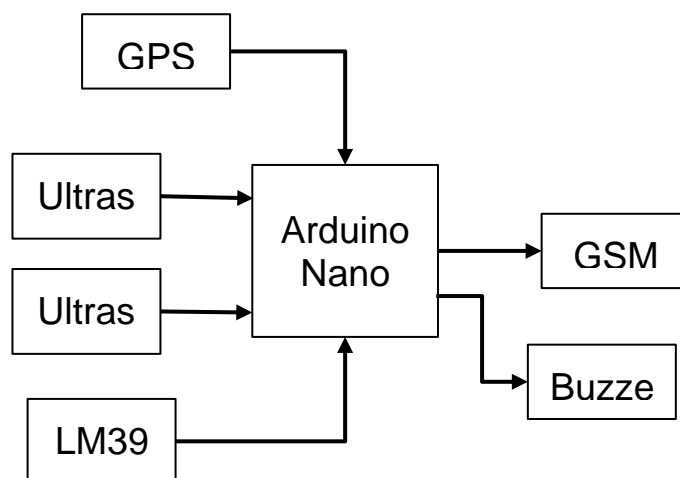 GPS
Ultras
Arduino
Nano
GSM
Ultras
Buzze
LM39